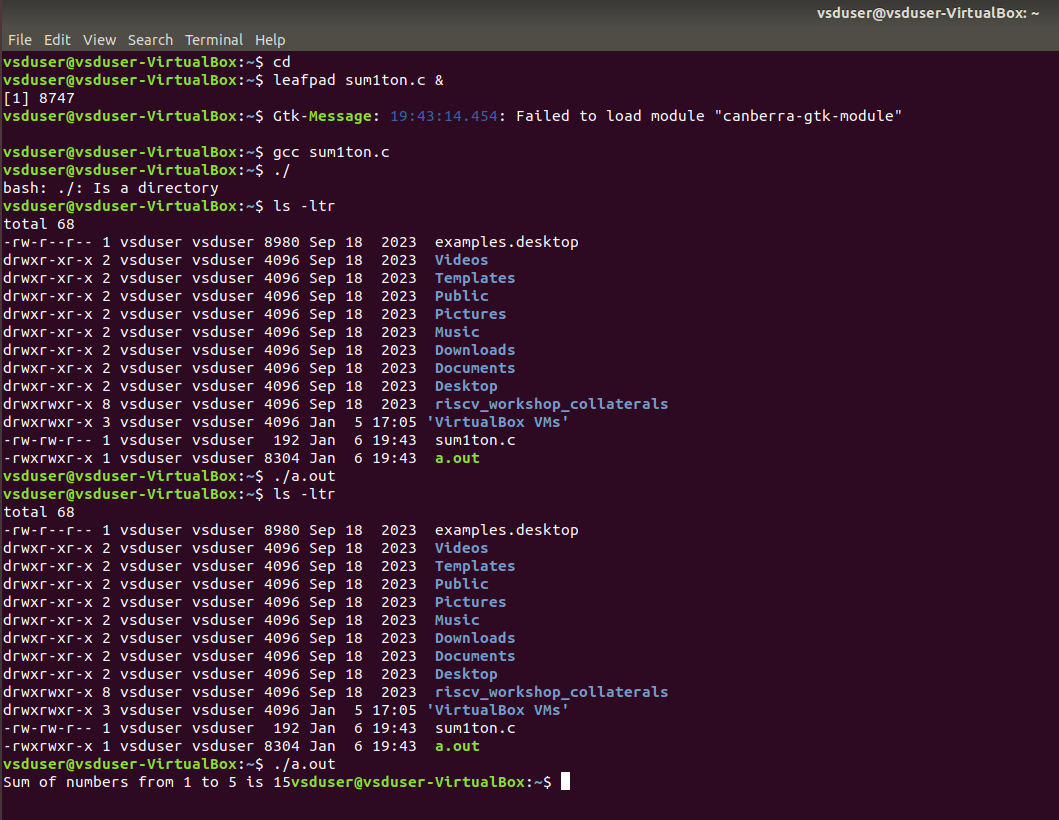 vsduser@vsduser-VirtualBox: ~
File Edit View Search Terminal Help
vsduser@vsduser-VirtualBox:~$ cd
vsduser@vsduser-VirtualBox:~$ leafpad sum1ton.c &
[1] 8747
vsduser@vsduser-VirtualBox:~$ Gtk-Message: 19:43:14.454: Failed to load module "canberra-gtk-module"
vsduser@vsduser-VirtualBox:~$ gcc sum1ton.c
vsduser@vsduser-VirtualBox:~$ ./
bash: ./: Is a directory
vsduser@vsduser-VirtualBox:~$ ls -ltr
total 68
-rw-r--r-- 1 vsduser vsduser 8980 Sep 18  2023  examples.desktop
drwxr-xr-x 2 vsduser vsduser 4096 Sep 18  2023  Videos
drwxr-xr-x 2 vsduser vsduser 4096 Sep 18  2023  Templates
drwxr-xr-x 2 vsduser vsduser 4096 Sep 18  2023  Public
drwxr-xr-x 2 vsduser vsduser 4096 Sep 18  2023  Pictures
drwxr-xr-x 2 vsduser vsduser 4096 Sep 18  2023  Music
drwxr-xr-x 2 vsduser vsduser 4096 Sep 18  2023  Downloads
drwxr-xr-x 2 vsduser vsduser 4096 Sep 18  2023  Documents
drwxr-xr-x 2 vsduser vsduser 4096 Sep 18  2023  Desktop
drwxrwxr-x 8 vsduser vsduser 4096 Sep 18  2023  riscv_workshop_collaterals
drwxrwxr-x 3 vsduser vsduser 4096 Jan  5 17:05 'VirtualBox VMs'
-rw-rw-r-- 1 vsduser vsduser  192 Jan  6 19:43  sum1ton.c
-rwxrwxr-x 1 vsduser vsduser 8304 Jan  6 19:43  a.out
vsduser@vsduser-VirtualBox:~$ ./a.out
vsduser@vsduser-VirtualBox:~$ ls -ltr
total 68
-rw-r--r-- 1 vsduser vsduser 8980 Sep 18  2023  examples.desktop
drwxr-xr-x 2 vsduser vsduser 4096 Sep 18  2023  Videos
drwxr-xr-x 2 vsduser vsduser 4096 Sep 18  2023  Templates
drwxr-xr-x 2 vsduser vsduser 4096 Sep 18  2023  Public
drwxr-xr-x 2 vsduser vsduser 4096 Sep 18  2023  Pictures
drwxr-xr-x 2 vsduser vsduser 4096 Sep 18  2023  Music
drwxr-xr-x 2 vsduser vsduser 4096 Sep 18  2023  Downloads
drwxr-xr-x 2 vsduser vsduser 4096 Sep 18  2023  Documents
drwxr-xr-x 2 vsduser vsduser 4096 Sep 18  2023  Desktop
drwxrwxr-x 8 vsduser vsduser 4096 Sep 18  2023  riscv_workshop_collaterals
drwxrwxr-x 3 vsduser vsduser 4096 Jan  5 17:05 'VirtualBox VMs'
-rw-rw-r-- 1 vsduser vsduser  192 Jan  6 19:43  sum1ton.c
-rwxrwxr-x 1 vsduser vsduser 8304 Jan  6 19:43  a.out
vsduser@vsduser-VirtualBox:~$ ./a.out
Sum of numbers from 1 to 5 is 15vsduser@vsduser-VirtualBox:~$